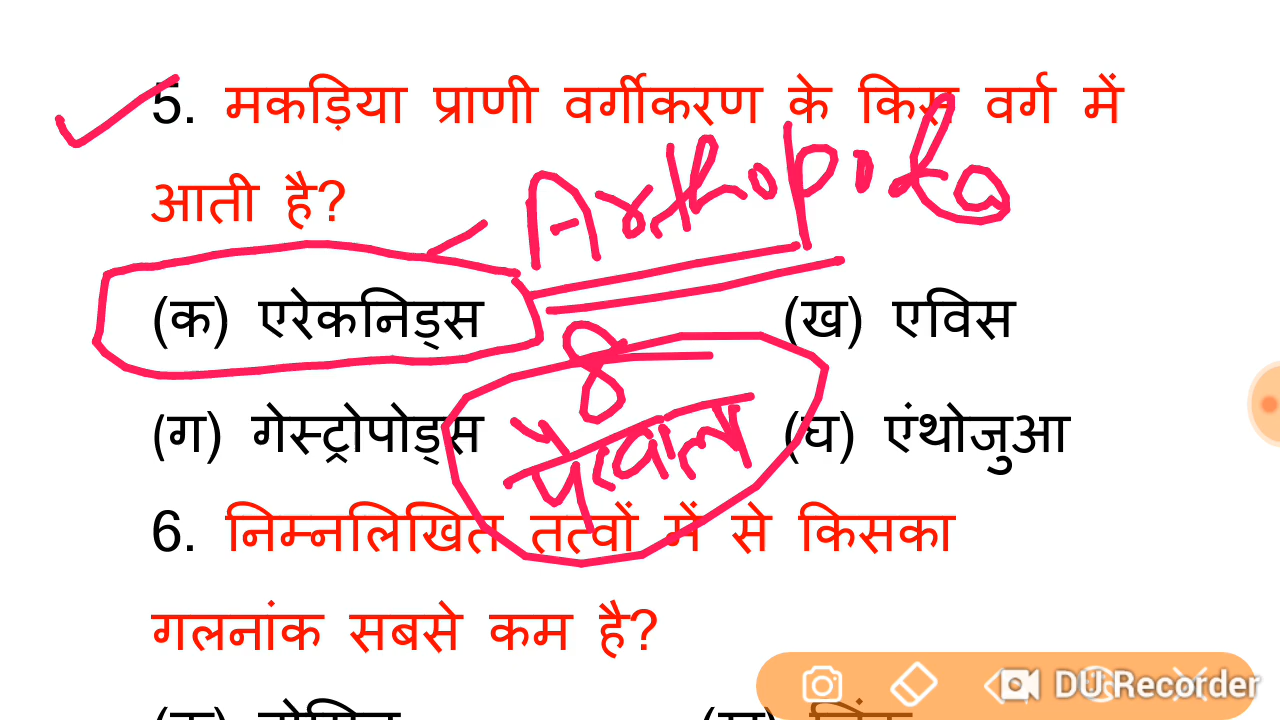 5. मकड़िया प्राणी वर्गीकरण के किस वर्ग में
आती है?
Arthopoda
(क) एरेकनिड्स (ख) एविस
8
पैरवाला
(ग) गेस्ट्रोपोड्स (घ) एंथोजुआ
6. निम्नलिखित तत्वों में से किसका
गलनांक सबसे कम है?
DU Recorder